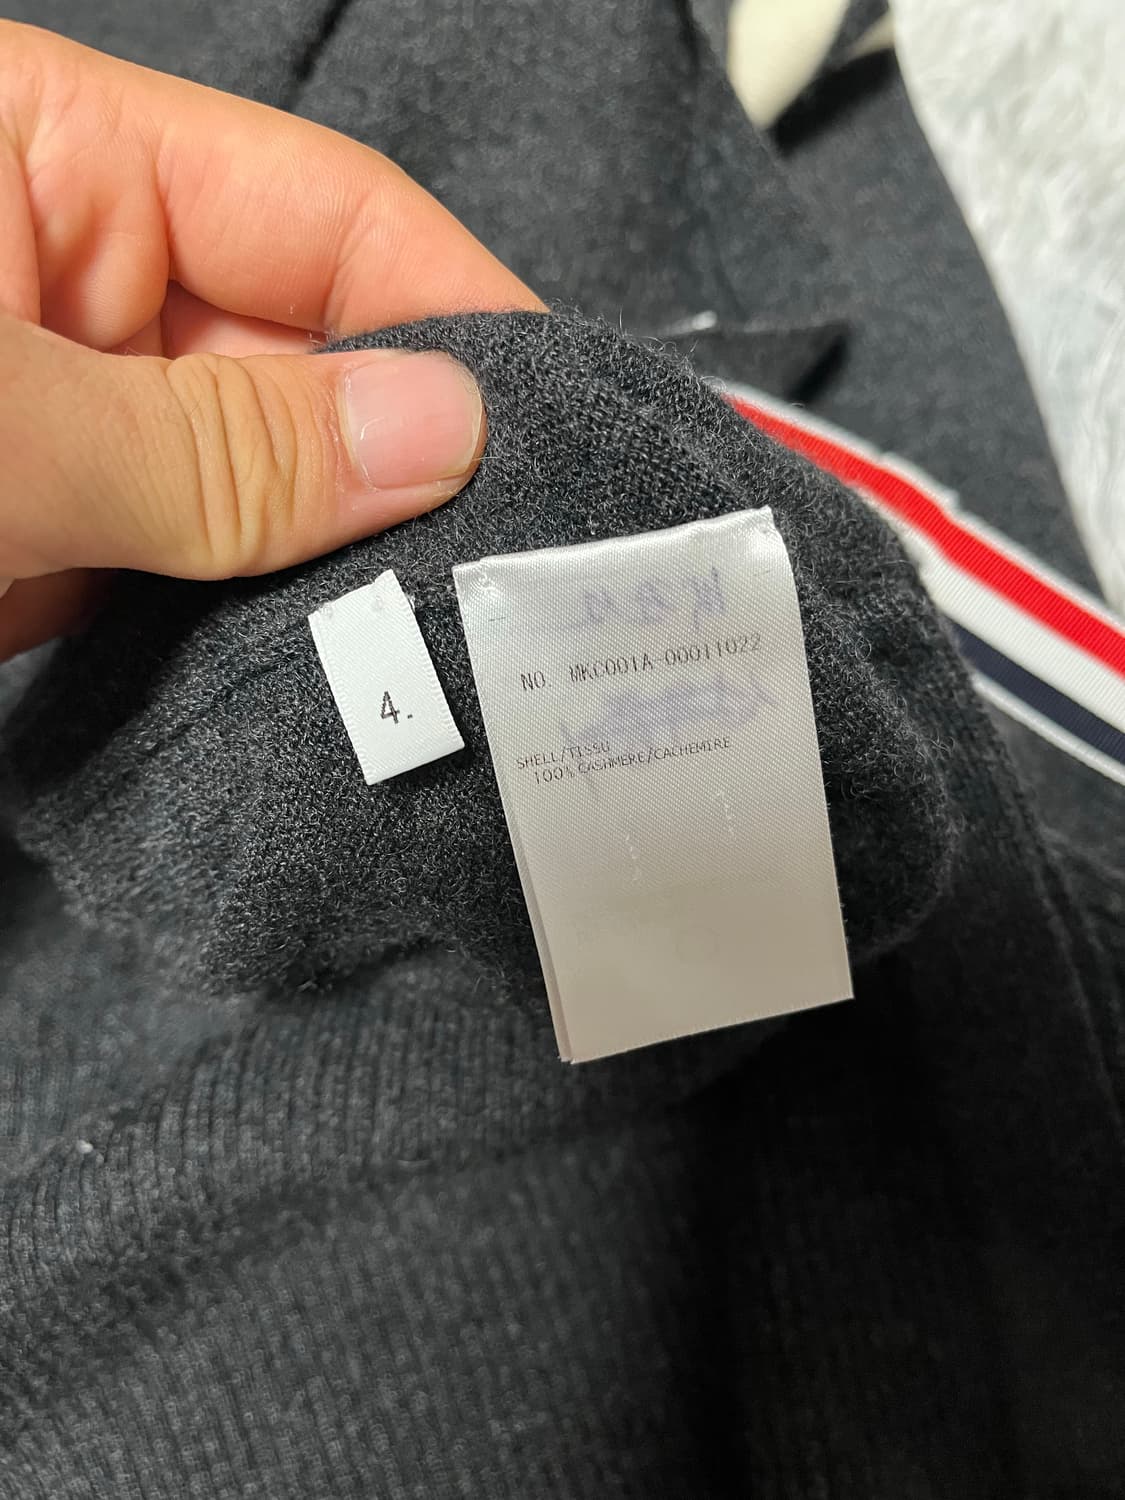 4.
NO. MKC001A-00011022
SHELL/TISSU
100% CASHMERE/CACHEMIRE